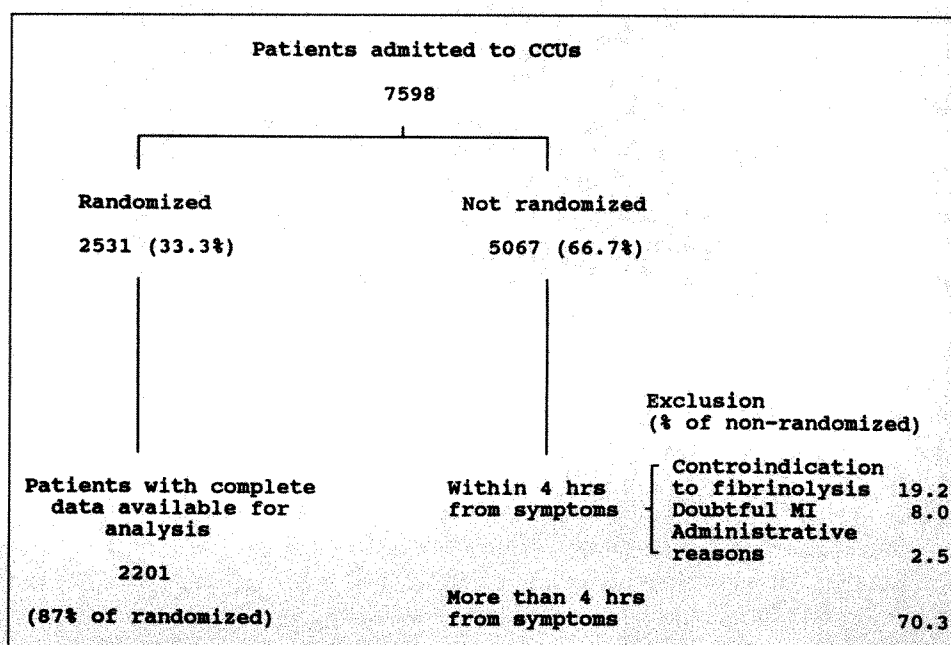 Patients admitted to CCUs
7598
Randomized
2531 (33.3%)
Not randomized
5067 (66.7%)
Patients with complete
data available for
analysis
2201
(87% of randomized)
Exclusion
(% of non-randomized)
Within 4 hrs
from symptoms
Controindication
to fibrinolysis 19.2
Doubtful MI 8.0
Administrative
reasons 2.5
More than 4 hrs
from symptoms 70.3